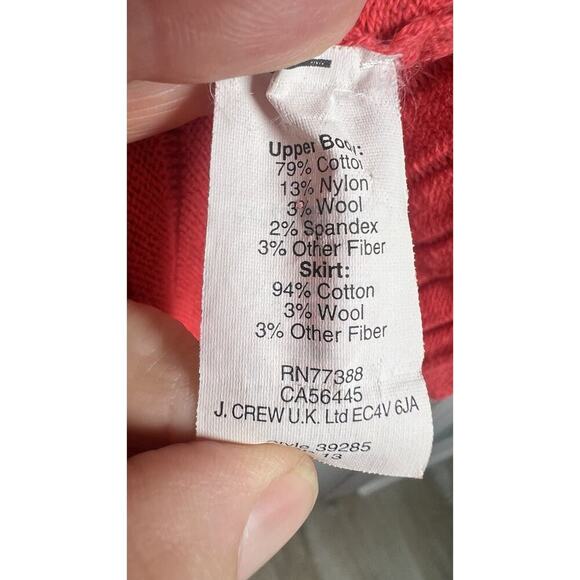 Upper Body:
79% Cotton
13% Nylon
3% Wool
2% Spandex
3% Other Fiber
Skirt:
94% Cotton
3% Wool
3% Other Fiber
RN77388
CA56445
J. CREW U.K. Ltd EC4V 6JA
Style 39285
13